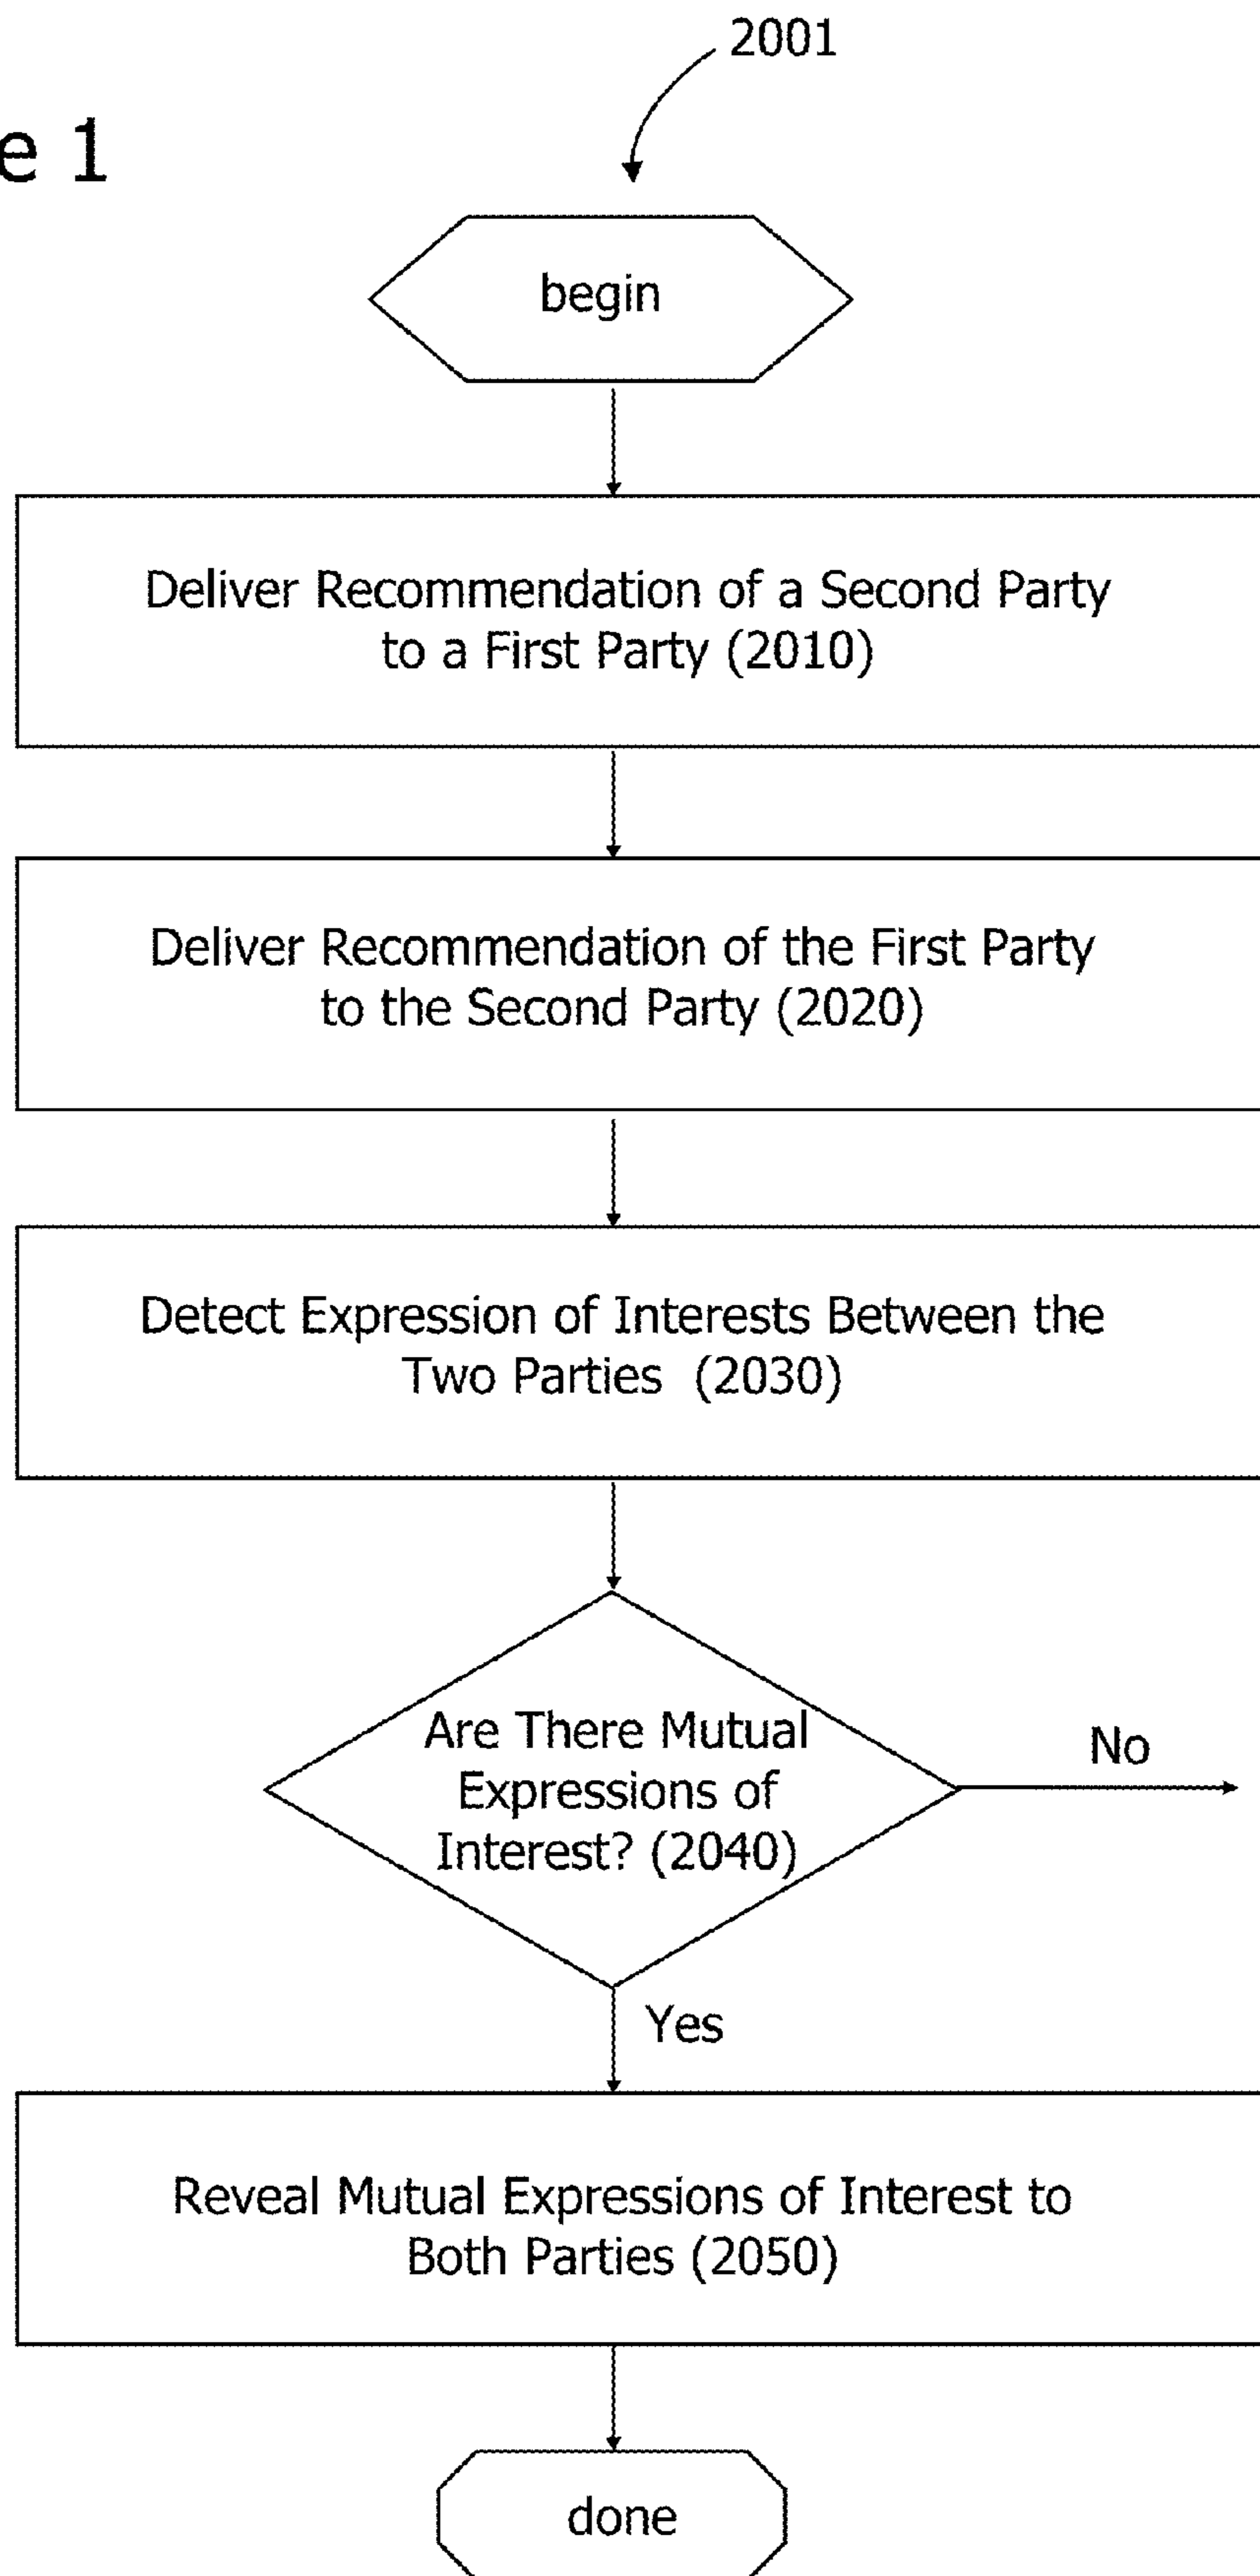 2001
e 1
begin
Deliver Recommendation of a Second Party
to a First Party (2010)
Deliver Recommendation of the First Party
to the Second Party (2020)
Detect Expression of Interests Between the
Two Parties (2030)
Are There Mutual
Expressions of
Interest? (2040)
No
Yes
Reveal Mutual Expressions of Interest to
Both Parties (2050)
done